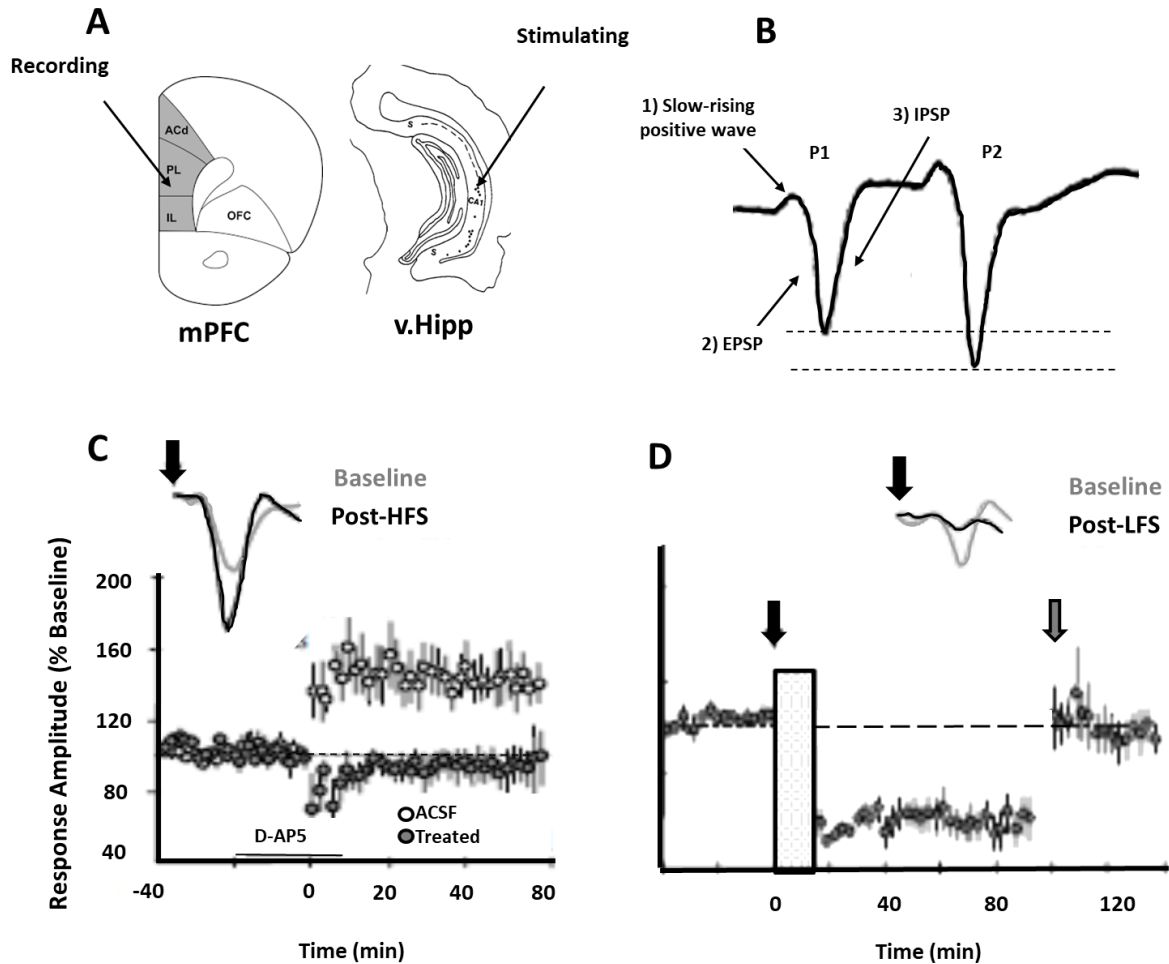 A
Recording
Stimulating
ACd
PL
IL
OFC
S
CA1
S
mPFC
v.Hipp
B
1) Slow-rising
positive wave
3) IPSP
P1
P2
2) EPSP
C
Baseline
Post-HFS
Response Amplitude (% Baseline)
200
160
120
80
40
D-AP5
ACSF
Treated
-40
0
20
40
80
Time (min)
D
Baseline
Post-LFS
0
40
80
120
Time (min)